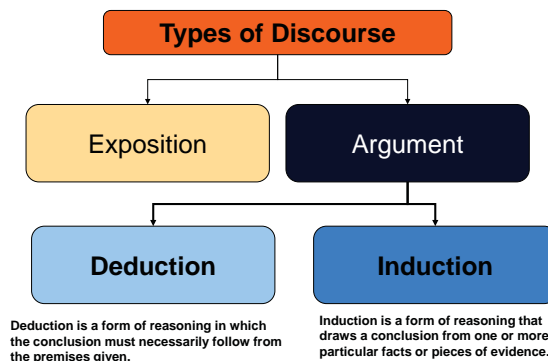 Types of Discourse
Exposition
Argument
Deduction
Induction
Deduction is a form of reasoning in which
the conclusion must necessarily follow from
the premises given.
Induction is a form of reasoning that
draws a conclusion from one or more
particular facts or pieces of evidence.